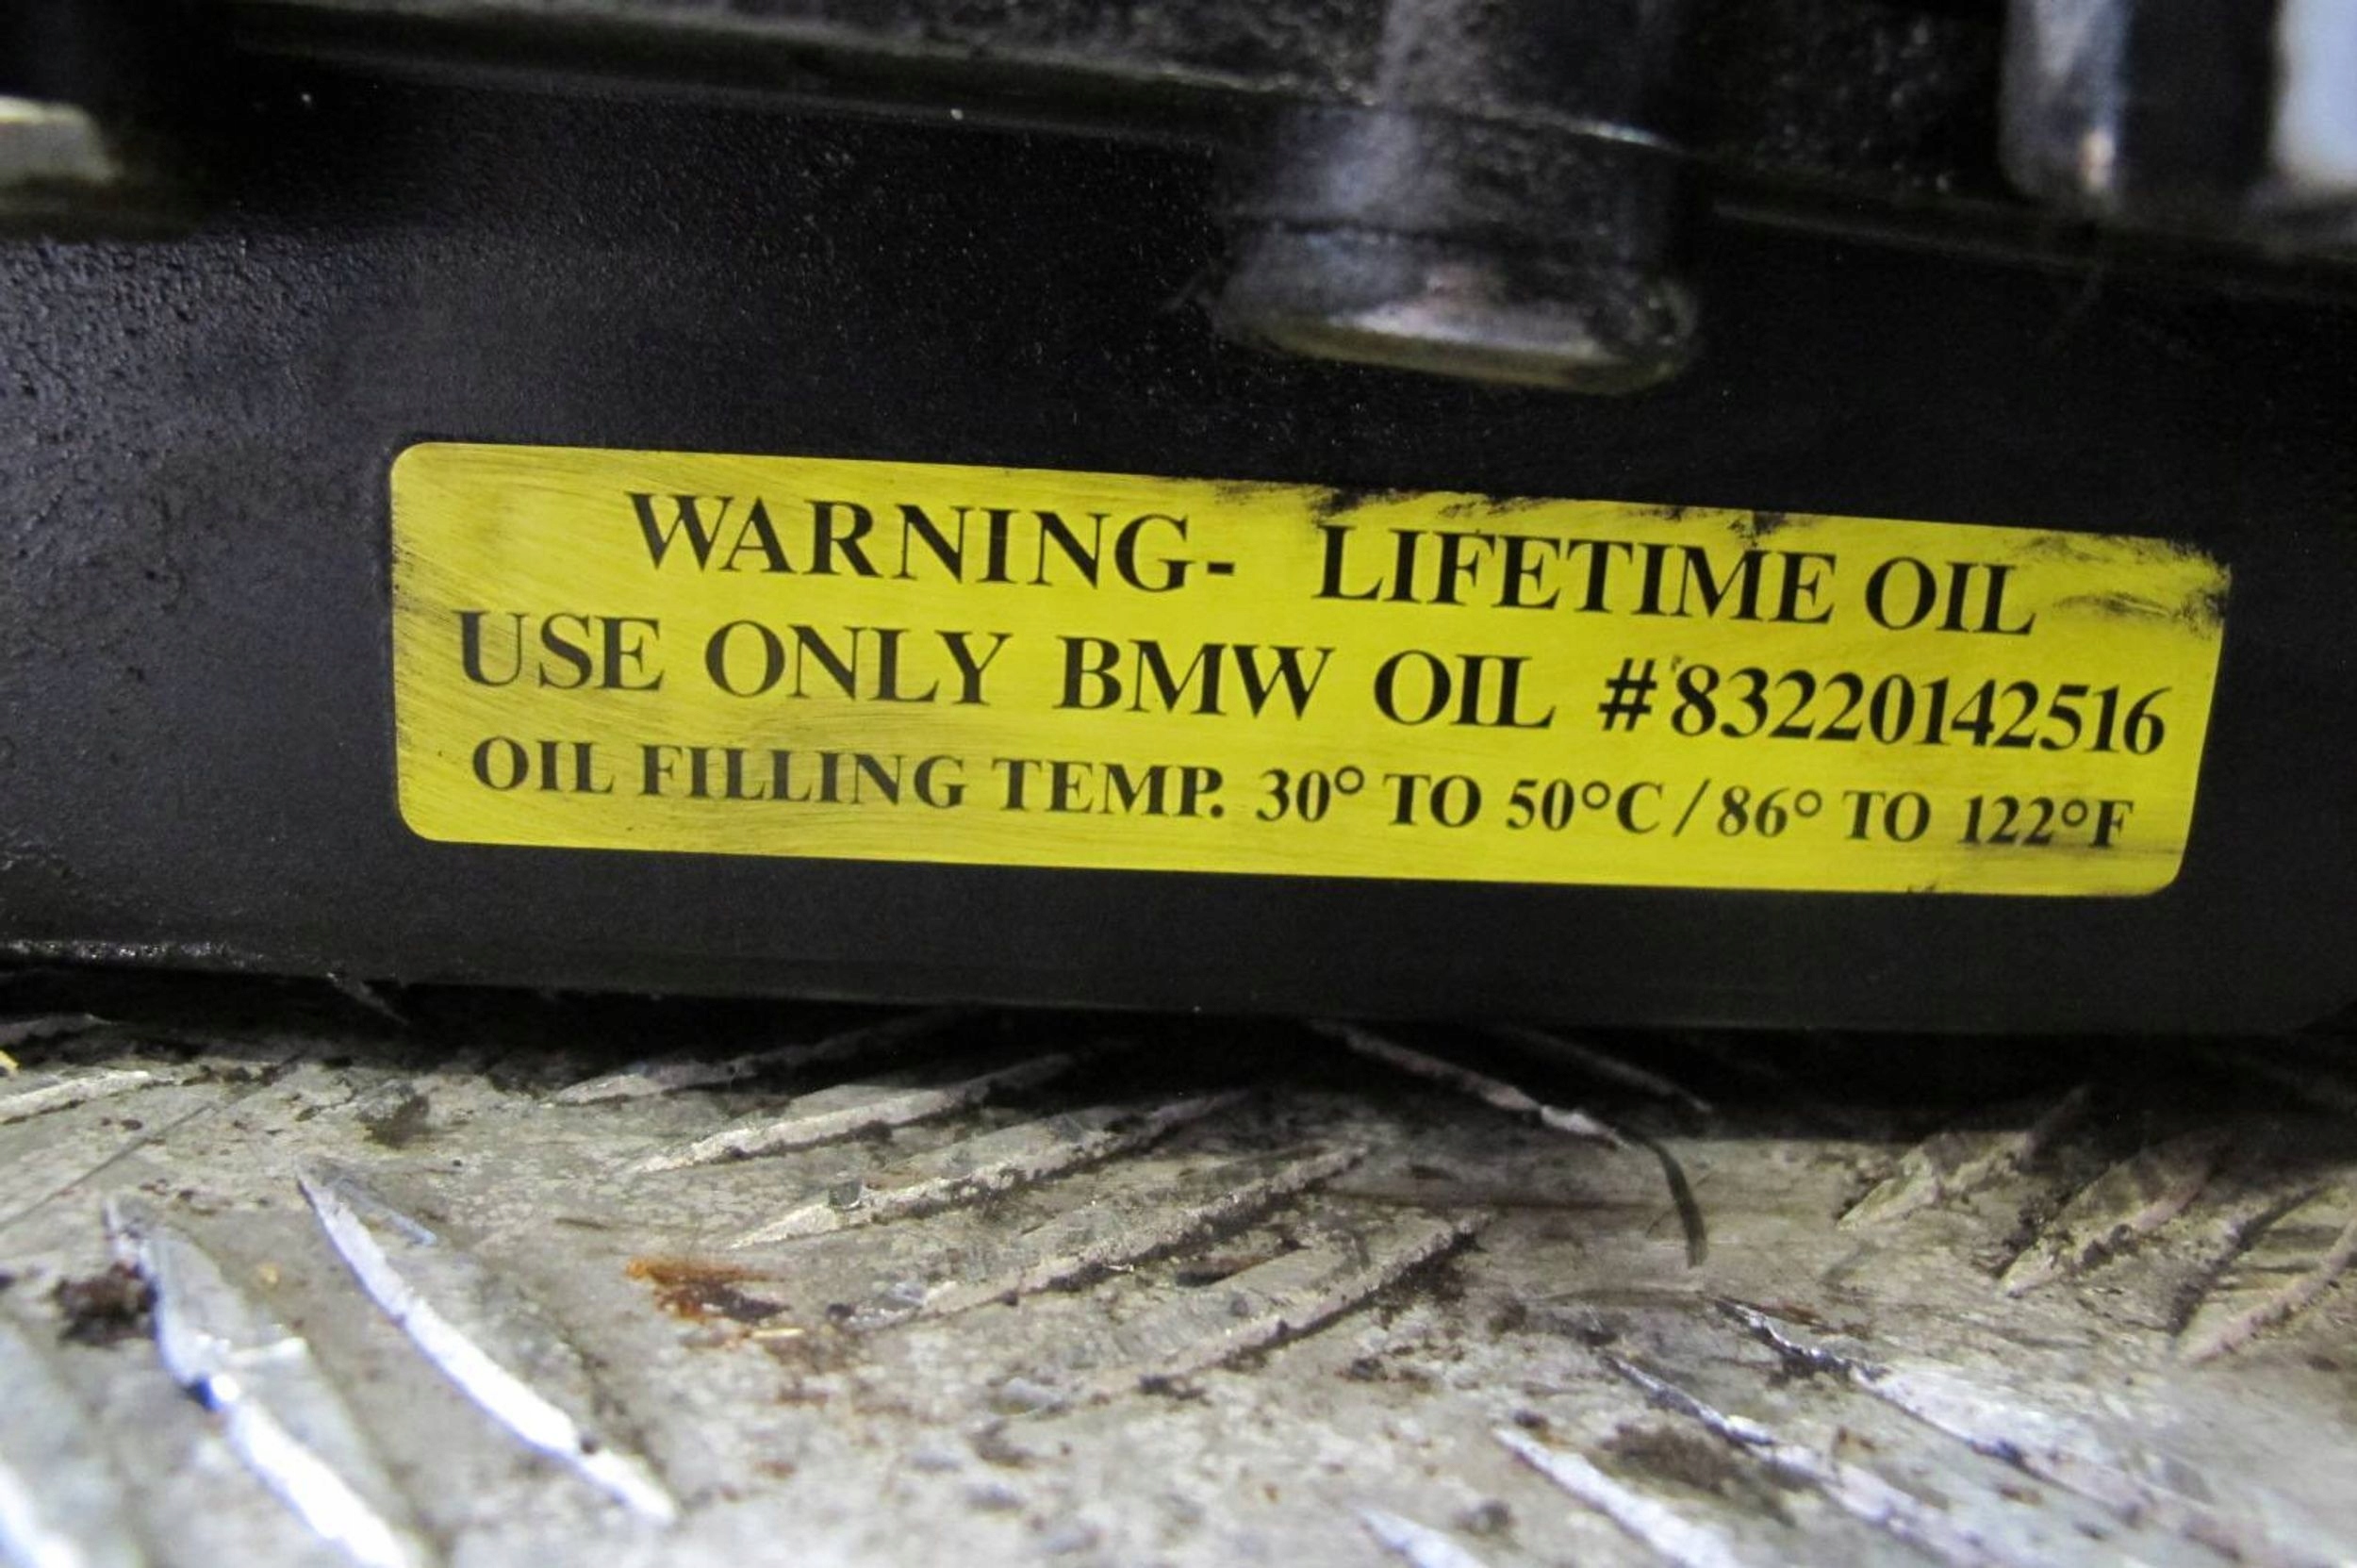 WARNING- LIFETIME OIL
USE ONLY BMW OIL #83220142516
OIL FILLING TEMP. 30° TO 50°C/86° TO 122°F